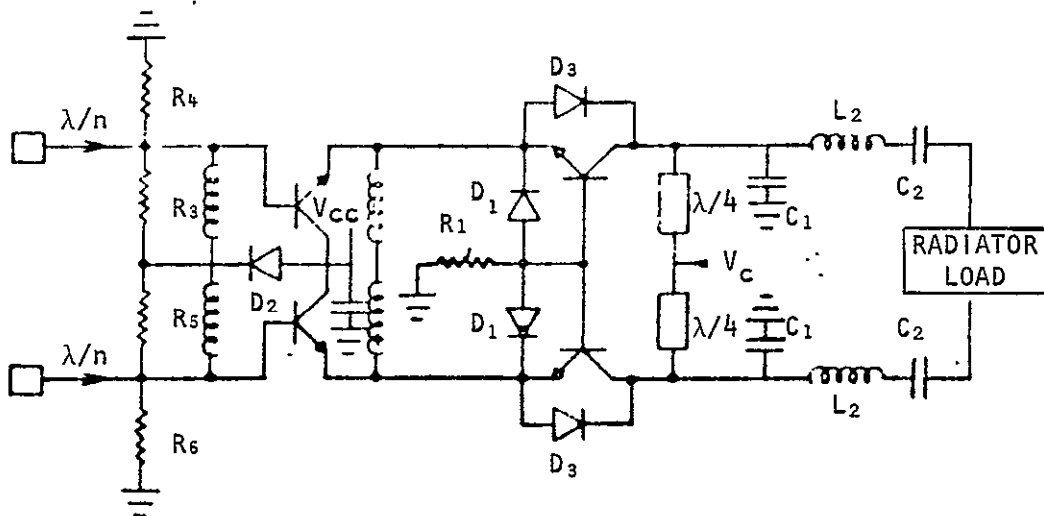 D3
R4
λ/n
L2
R3
VCC
D1
λ/4
C1
C2
R1
RADIATOR
LOAD
Vc
D2
R5
D1
λ/4
C1
C2
λ/n
L2
R6
D3